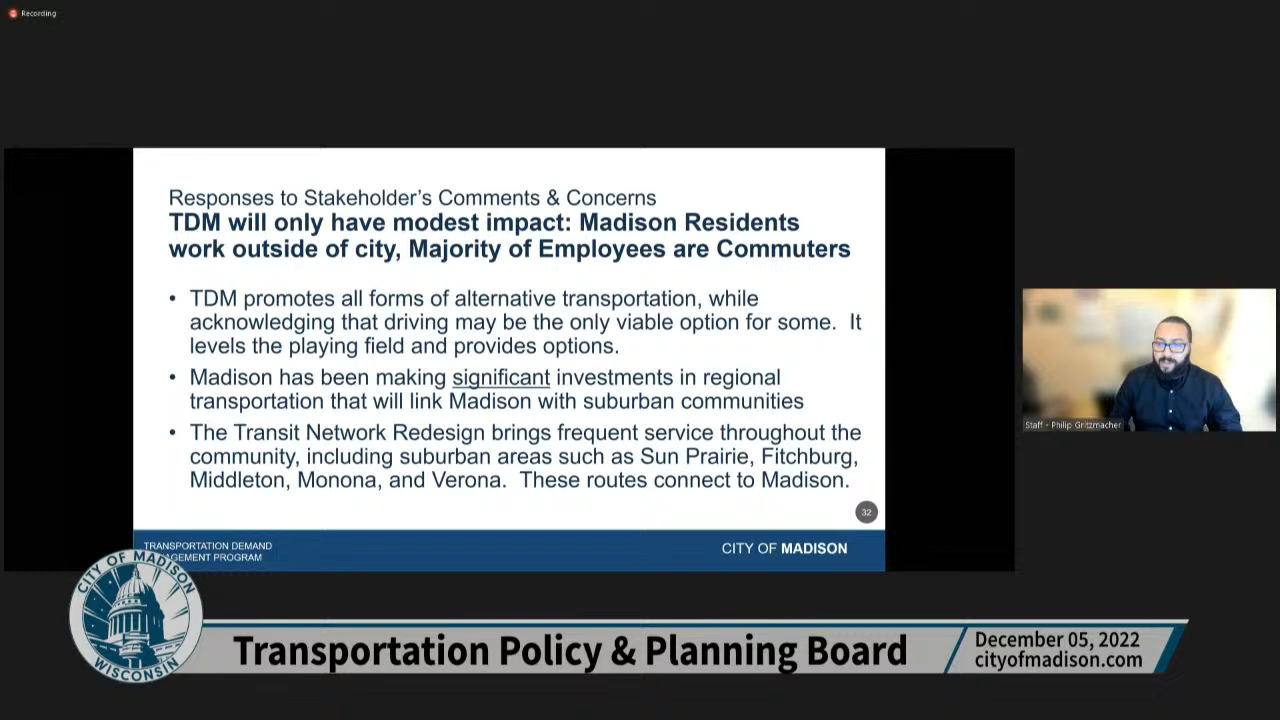 Recording
Responses to Stakeholder's Comments & Concerns
TDM will only have modest impact: Madison Residents
work outside of city, Majority of Employees are Commuters
• TDM promotes all forms of alternative transportation, while
acknowledging that driving may be the only viable option for some.  It
levels the playing field and provides options.
• Madison has been making significant investments in regional
transportation that will link Madison with suburban communities
• The Transit Network Redesign brings frequent service throughout the
community, including suburban areas such as Sun Prairie, Fitchburg,
Middleton, Monona, and Verona.  These routes connect to Madison.
32
TRANSPORTATION DEMAND
AGEMENT PROGRAM
CITY OF MADISON
Staff - Philip Gritzmacher
CITY OF MADISON
WISCONSIN
Transportation Policy & Planning Board
December 05, 2022
cityofmadison.com